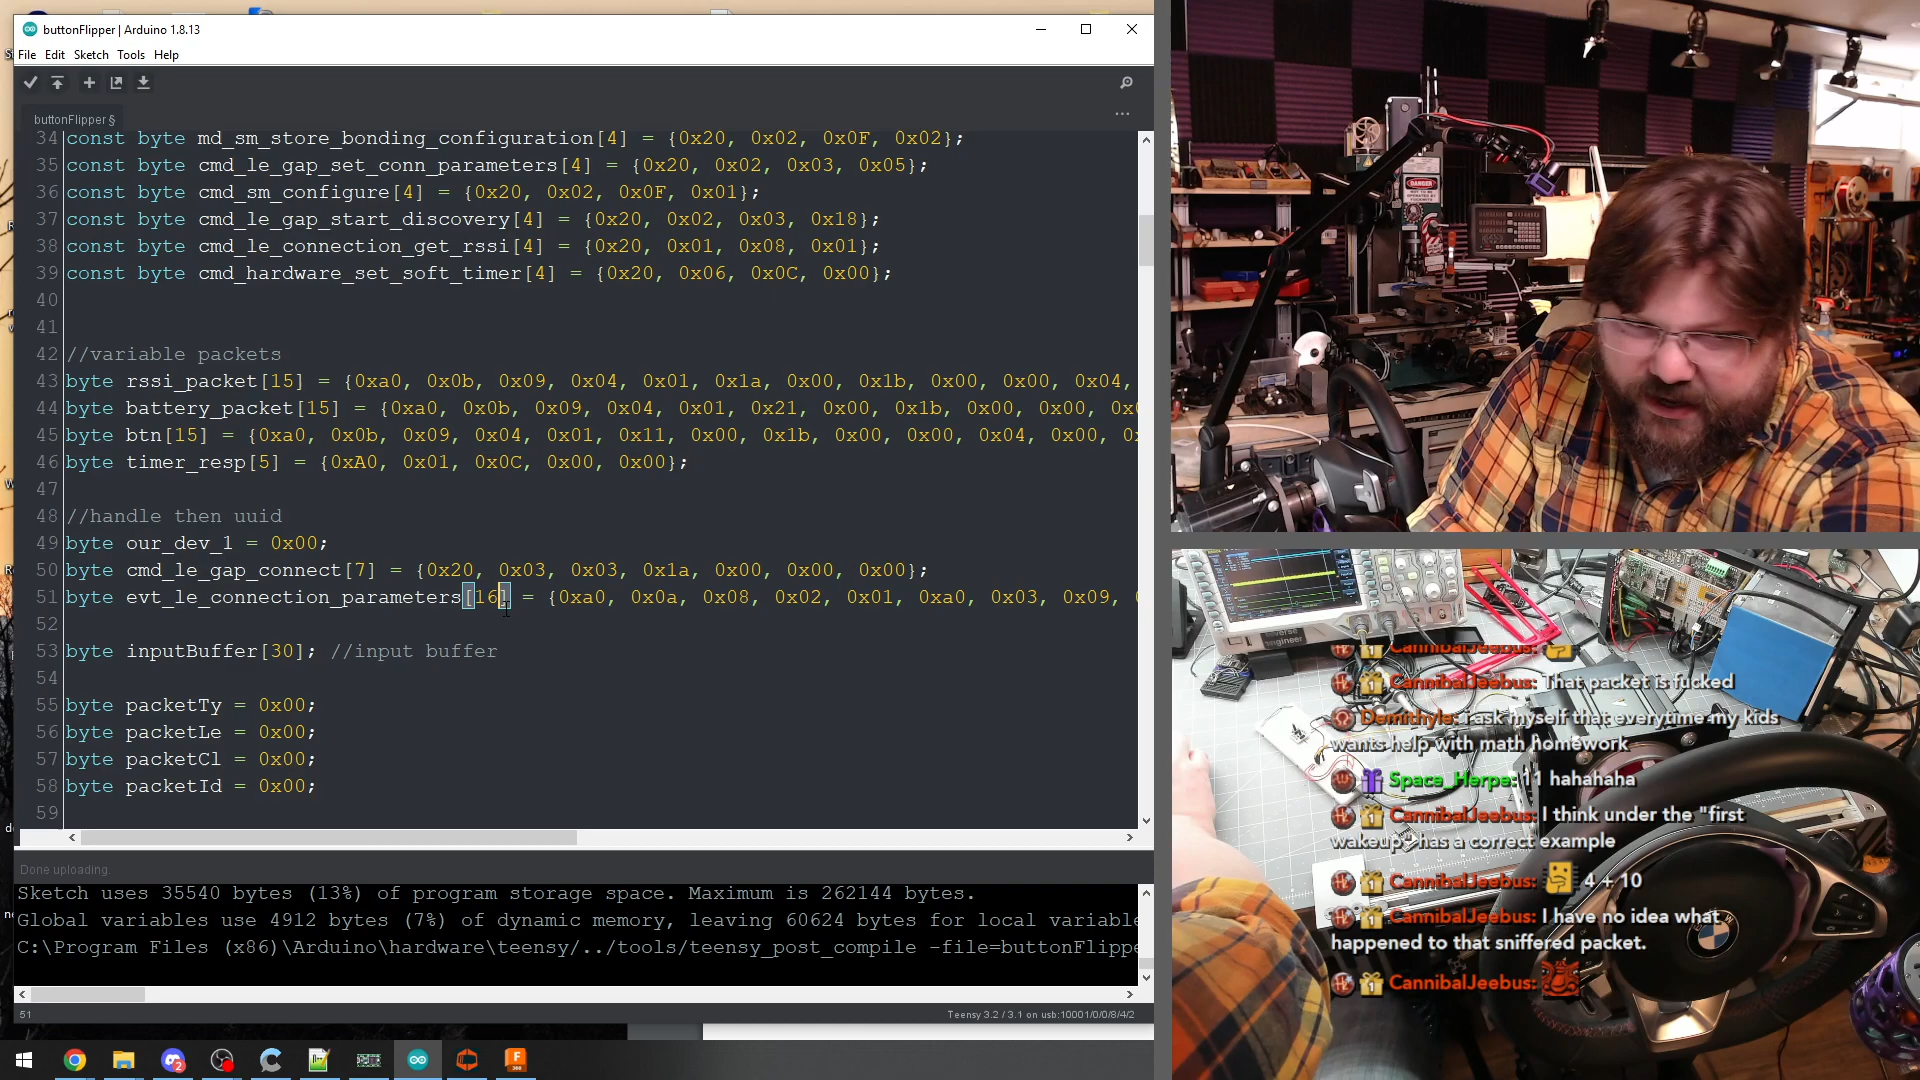 buttonFlipper | Arduino 1.8.13
File Edit Sketch Tools Help
buttonFlipper §
34 const byte md_sm_store_bonding_configuration[4] = {0x20, 0x02, 0x0F, 0x02};
35 const byte cmd_le_gap_set_conn_parameters[4] = {0x20, 0x02, 0x03, 0x05};
36 const byte cmd_sm_configure[4] = {0x20, 0x02, 0x0F, 0x01};
37 const byte cmd_le_gap_start_discovery[4] = {0x20, 0x02, 0x03, 0x18};
38 const byte cmd_le_connection_get_rssi[4] = {0x20, 0x01, 0x08, 0x01};
39 const byte cmd_hardware_set_soft_timer[4] = {0x20, 0x06, 0x0C, 0x00};
40
41
42 //variable packets
43 byte rssi_packet[15] = {0xa0, 0x0b, 0x09, 0x04, 0x01, 0x1a, 0x00, 0x1b, 0x00, 0x00, 0x04,
44 byte battery_packet[15] = {0xa0, 0x0b, 0x09, 0x04, 0x01, 0x21, 0x00, 0x1b, 0x00, 0x00,
45 byte btn[15] = {0xa0, 0x0b, 0x09, 0x04, 0x01, 0x11, 0x00, 0x1b, 0x00, 0x00, 0x04, 0x00,
46 byte timer_resp[5] = {0xA0, 0x01, 0x0C, 0x00, 0x00};
47
48 //handle then uuid
49 byte our_dev_1 = 0x00;
50 byte cmd_le_gap_connect[7] = {0x20, 0x03, 0x03, 0x1a, 0x00, 0x00, 0x00};
51 byte evt_le_connection_parameters[16] = {0xa0, 0x0a, 0x08, 0x02, 0x01, 0xa0, 0x03, 0x09,
52
53 byte inputBuffer[30]; //input buffer
54
55 byte packetTy = 0x00;
56 byte packetLe = 0x00;
57 byte packetCl = 0x00;
58 byte packetId = 0x00;
59
Done uploading.
Sketch uses 35540 bytes (13%) of program storage space. Maximum is 262144 bytes.
Global variables use 4912 bytes (7%) of dynamic memory, leaving 60624 bytes for local variable
C:\Program Files (x86)\Arduino\hardware\teensy/../tools/teensy_post_compile -file=buttonFlippe
51
Teensy 3.2 / 3.1 on usb:10001/0/0/8/4/2
DANGER
CannibalJeebus:
CannibalJeebus: That packet is fucked
Demithyle: i ask myself that everytime my kids
wants help with math homework
Space_Herpe: 11 hahahaha
CannibalJeebus: I think under the "first
wakeup" has a correct example
CannibalJeebus: 4 + 10
CannibalJeebus: I have no idea what
happened to that sniffered packet.
CannibalJeebus: